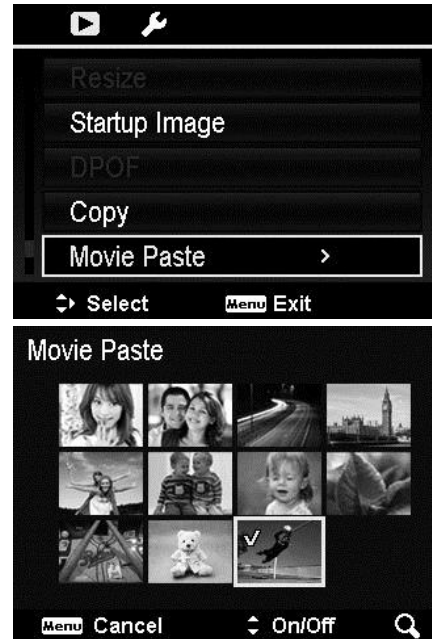 Resize
Startup Image
DPOF
Copy
Movie Paste >
Select Menu Exit
Movie Paste
Menu Cancel On/Off